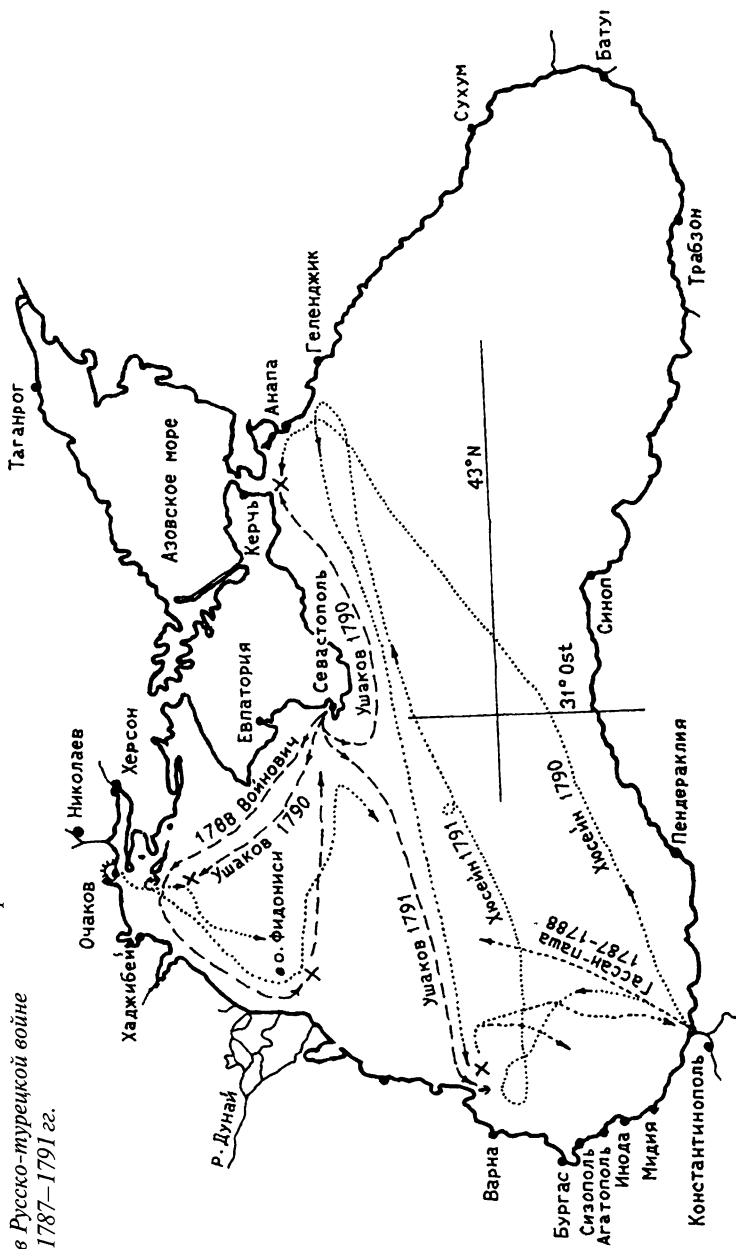 в Русско-турецкой войне
1787—1791 гг.
Таганрог
Азовское море
Керчь
Анапа
Геленджик
Сухум
Трабзон
Синоп
Пендераклия
Константинополь
Мидия
Инода
Агатополь
Сизополь
Бургас
Варна
р. Дунай
Хаджибей
Очаков
Николаев
Херсон
Евпатория
Севастополь
о. Фидониси
1788 Войнович
Ушаков 1790
Ушаков 1790
Ушаков 1791
Хюсейн 1791
Хюсейн 1790
Гассан-паша
1787-1788
43°N
31° Ost